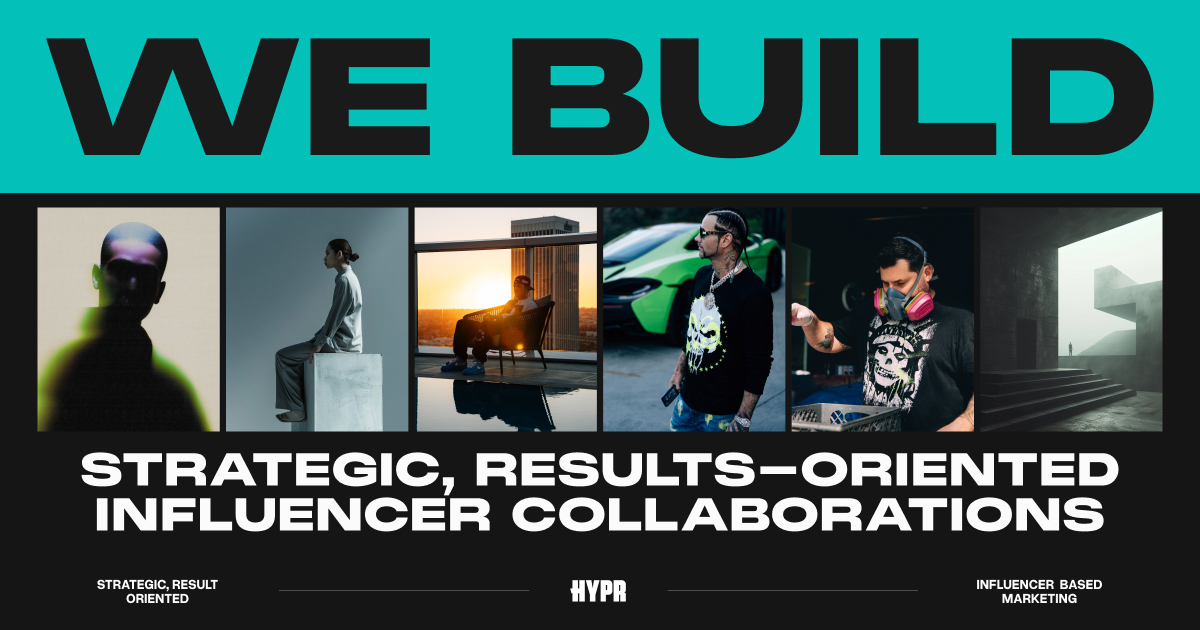 WE BUILD
STRATEGIC, RESULTS–ORIENTED
INFLUENCER COLLABORATIONS
STRATEGIC, RESULT
ORIENTED
HYPR
INFLUENCER BASED
MARKETING